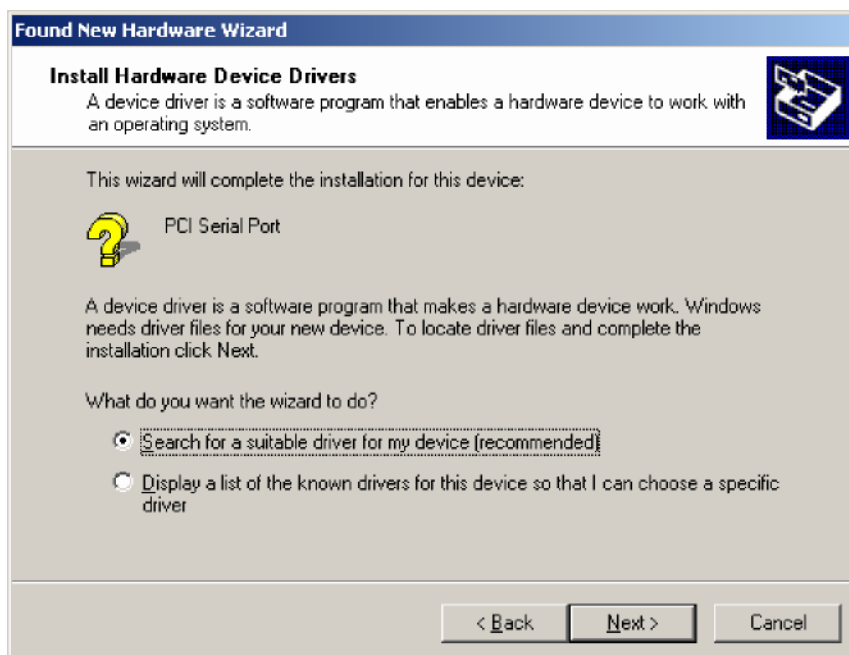 Found New Hardware Wizard
Install Hardware Device Drivers
A device driver is a software program that enables a hardware device to work with
an operating system.
This wizard will complete the installation for this device:
PCI Serial Port
A device driver is a software program that makes a hardware device work. Windows
needs driver files for your new device. To locate driver files and complete the
installation click Next.
What do you want the wizard to do?
Search for a suitable driver for my device (recommended)
Display a list of the known drivers for this device so that I can choose a specific
driver
< Back Next > Cancel